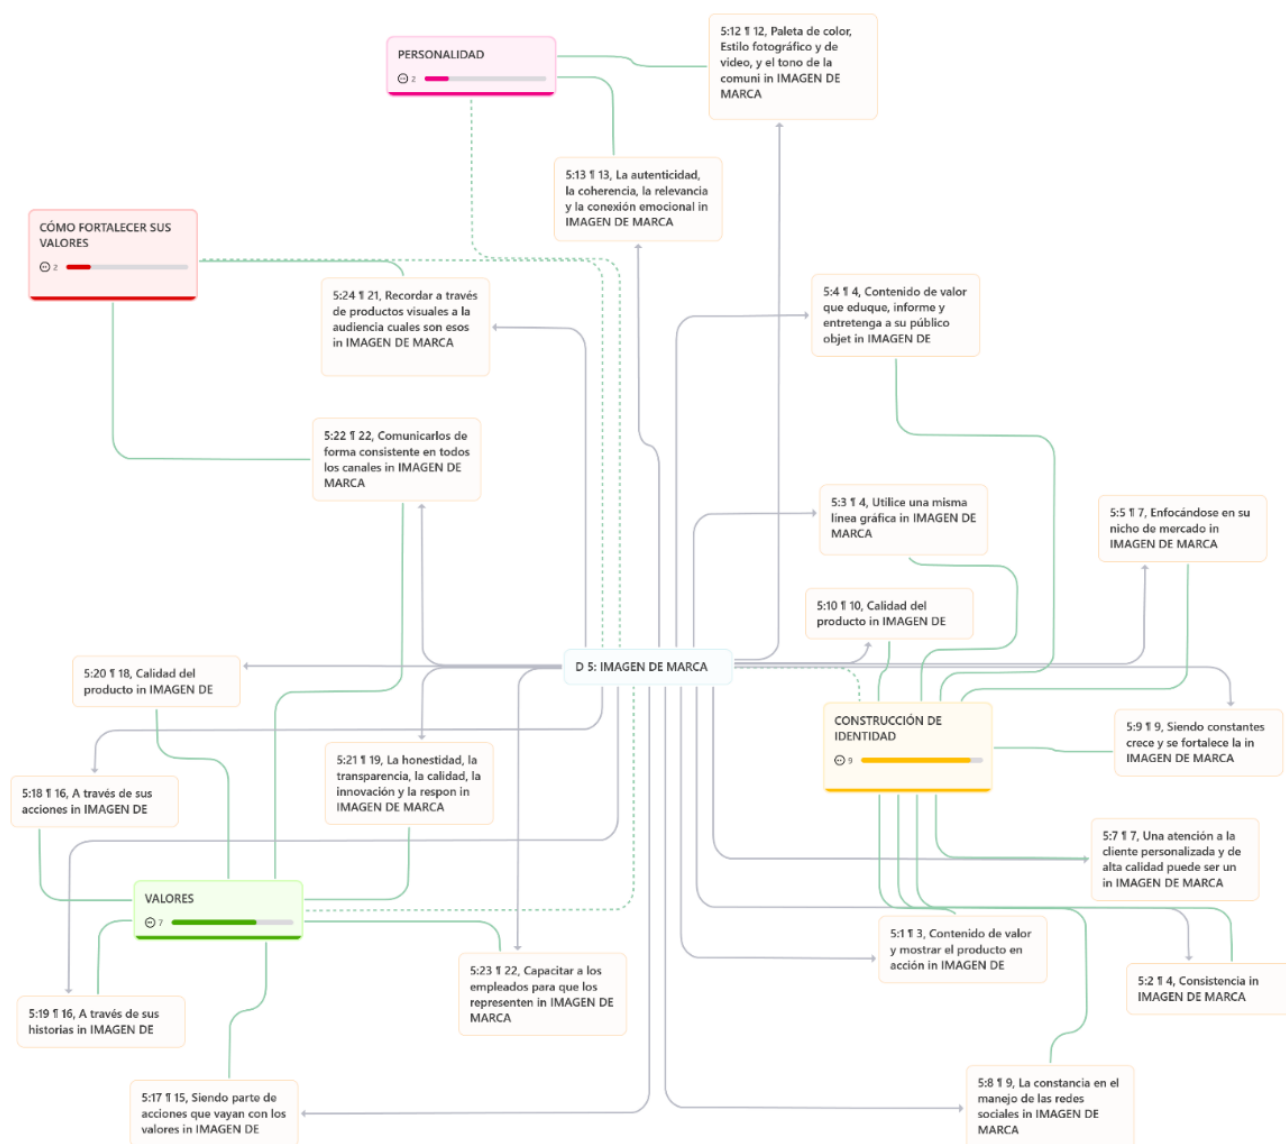 5:12 ¶ 12, Paleta de color,
Estilo fotográfico y de
video, y el tono de la
comuni in IMAGEN DE
MARCA
PERSONALIDAD
2
5:13 ¶ 13, La autenticidad,
la coherencia, la relevancia
y la conexión emocional in
IMAGEN DE MARCA
CÓMO FORTALECER SUS
VALORES
2
5:24 ¶ 21, Recordar a través
de productos visuales a la
audiencia cuales son esos
in IMAGEN DE MARCA
5:4 ¶ 4, Contenido de valor
que eduque, informe y
entretenga a su público
objet in IMAGEN DE
5:22 ¶ 22, Comunicarlos de
forma consistente en todos
los canales in IMAGEN DE
MARCA
5:3 ¶ 4, Utilice una misma
línea gráfica in IMAGEN DE
MARCA
5:5 ¶ 7, Enfocándose en su
nicho de mercado in
IMAGEN DE MARCA
5:10 ¶ 10, Calidad del
producto in IMAGEN DE
D 5: IMAGEN DE MARCA
5:20 ¶ 18, Calidad del
producto in IMAGEN DE
CONSTRUCCIÓN DE
IDENTIDAD
9
5:9 ¶ 9, Siendo constantes
crece y se fortalece la in
IMAGEN DE MARCA
5:21 ¶ 19, La honestidad, la
transparencia, la calidad, la
innovación y la respon in
IMAGEN DE MARCA
5:18 ¶ 16, A través de sus
acciones in IMAGEN DE
5:7 ¶ 7, Una atención a la
cliente personalizada y de
alta calidad puede ser un
in IMAGEN DE MARCA
VALORES
7
5:1 ¶ 3, Contenido de valor
y mostrar el producto en
acción in IMAGEN DE
5:23 ¶ 22, Capacitar a los
empleados para que los
representen in IMAGEN DE
MARCA
5:2 ¶ 4, Consistencia in
IMAGEN DE MARCA
5:19 ¶ 16, A través de sus
historias in IMAGEN DE
5:8 ¶ 9, La constancia en el
manejo de las redes
sociales in IMAGEN DE
MARCA
5:17 ¶ 15, Siendo parte de
acciones que vayan con los
valores in IMAGEN DE